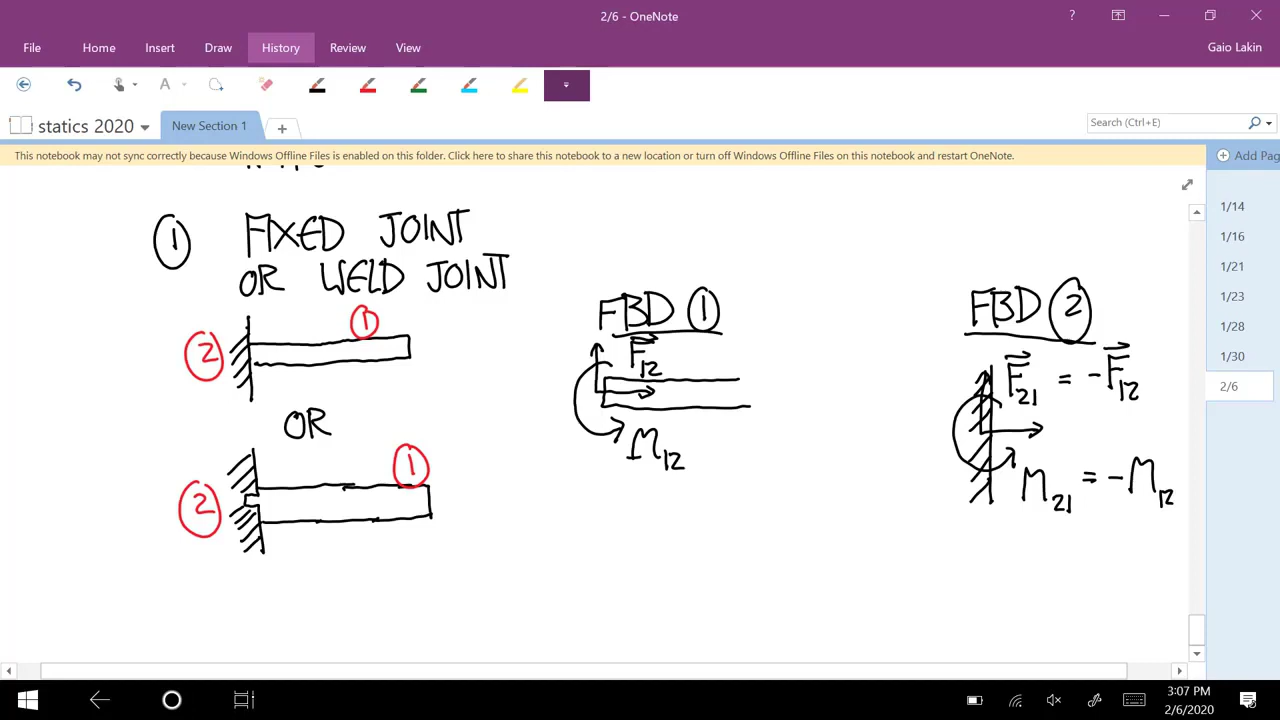 2/6 - OneNote
?
File Home Insert Draw History Review View
Gaio Lakin
A
statics 2020
New Section 1
+
Search (Ctrl+E)
This notebook may not sync correctly because Windows Offline Files is enabled on this folder. Click here to share this notebook to a new location or turn off Windows Offline Files on this notebook and restart OneNote.
Add Pag
1/14
1/16
1/21
1/23
1/28
1/30
2/6
1 FIXED JOINT
OR WELD JOINT
1
2
OR
1
2
FBD 1
F⃗12
M12
FBD 2
F⃗21 = -F⃗12
M21 = -M12
3:07 PM
2/6/2020